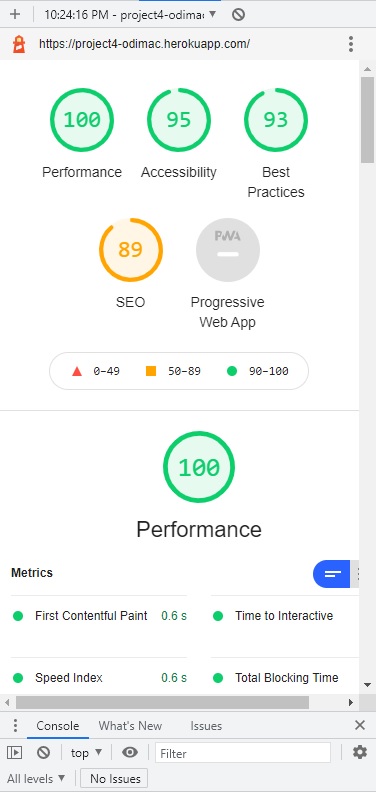 10:24:16 PM - project4-odimac
https://project4-odimac.herokuapp.com/
100 95 93
Performance Accessibility Best
Practices
89 PWA
SEO Progressive
Web App
0–49 50–89 90–100
100
Performance
Metrics
First Contentful Paint 0.6 s Time to Interactive
Speed Index 0.6 s Total Blocking Time
Console What's New Issues
top Filter
All levels No Issues